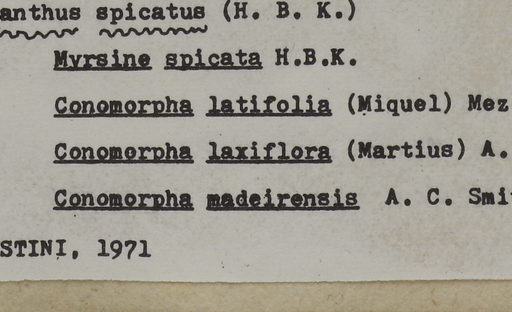 anthus spicatus (H. B. K.)
Myrsine spicata H.B.K.
Conomorpha latifolia (Miquel) Mez
Conomorpha laxiflora (Martius) A.
Conomorpha madeirensis A. C. Smi
STINI, 1971